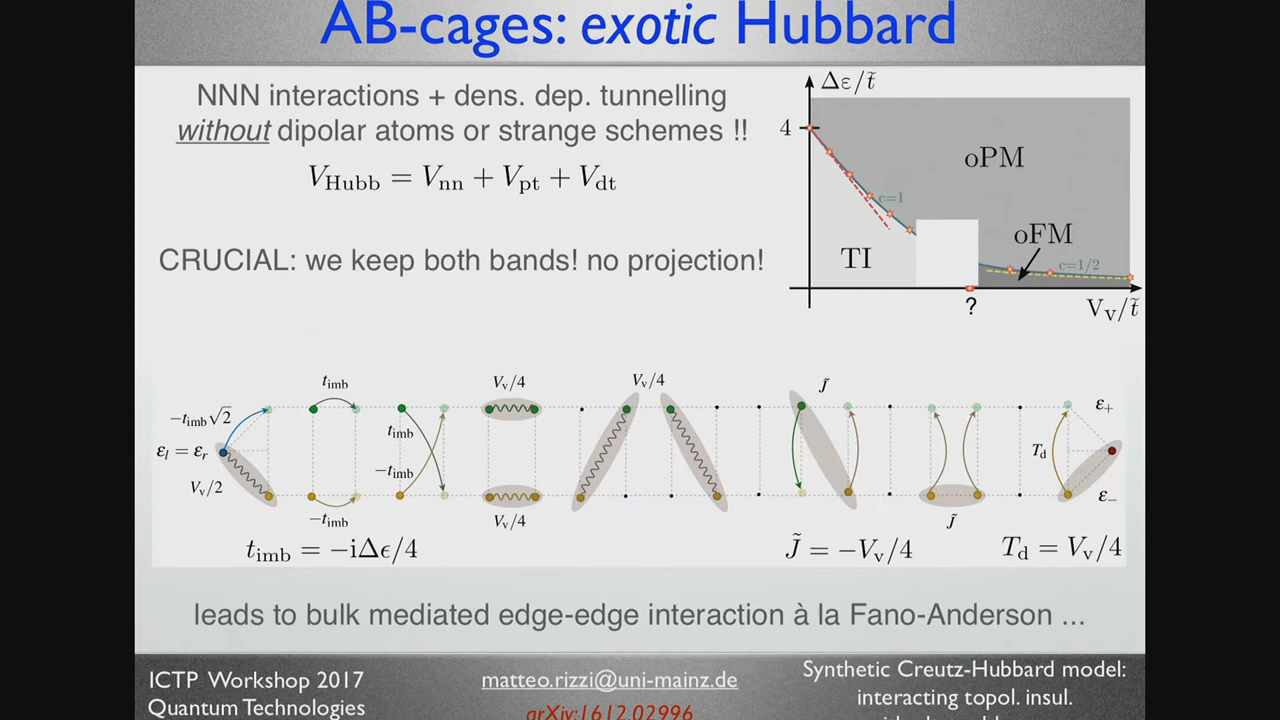 AB-cages: exotic Hubbard
NNN interactions + dens. dep. tunnelling
without dipolar atoms or strange schemes !!
V_Hubb = V_nn + V_pt + V_dt
CRUCIAL: we keep both bands! no projection!
Δε/t̃
4
oPM
c=1
TI
oFM
c=1/2
?
V_v/t̃
t_imb
V_v/4
V_v/4
J̃
−t_imb√2
ε_l = ε_r
V_v/2
t_imb
−t_imb
−t_imb
V_v/4
J̃
T_d
ε_+
ε_−
t_imb = −iΔϵ/4
J̃ = −V_v/4
T_d = V_v/4
leads to bulk mediated edge-edge interaction à la Fano-Anderson ...
ICTP Workshop 2017
Quantum Technologies
matteo.rizzi@uni-mainz.de
arXiv:1612.02996
Synthetic Creutz-Hubbard model:
interacting topol. insul.